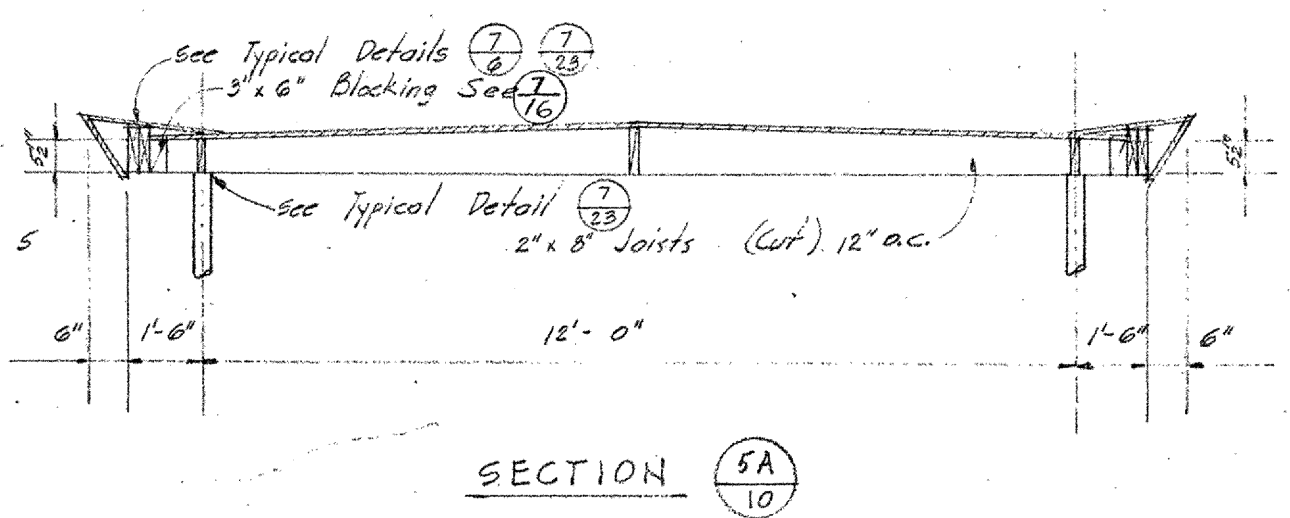 See Typical Details 7/6 7/23
3" x 6" Blocking See 7/16
5½"
5½"
See Typical Detail 7/23
2" x 8" Joists (Cut) 12" o.c.
5
6" 1'-6" 12'-0" 1'-6" 6"
SECTION 5A/10